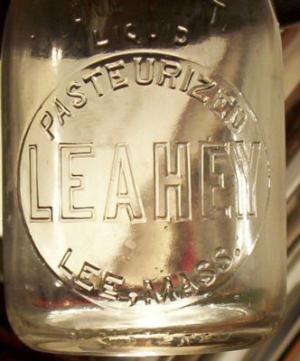 LIQUID
PASTEURIZED
LEAHEY
LEE, MASS.